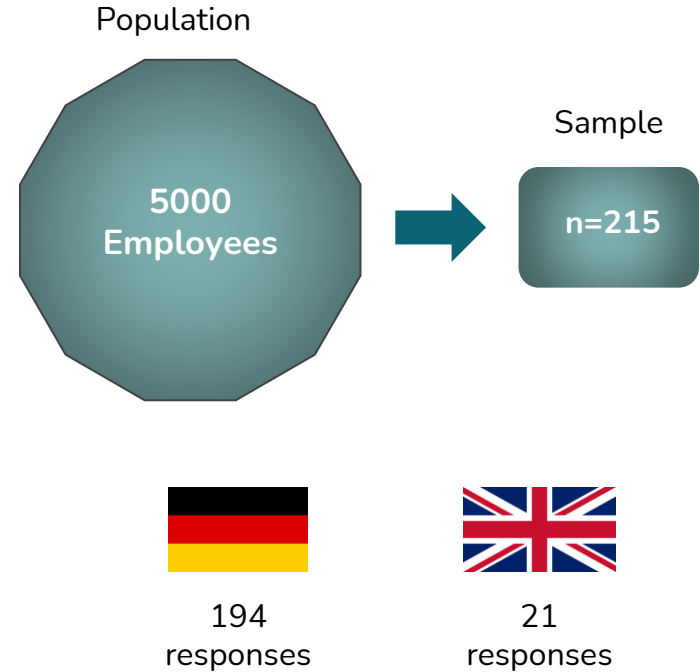 Population
5000
Employees
Sample
n=215
194
responses
21
responses